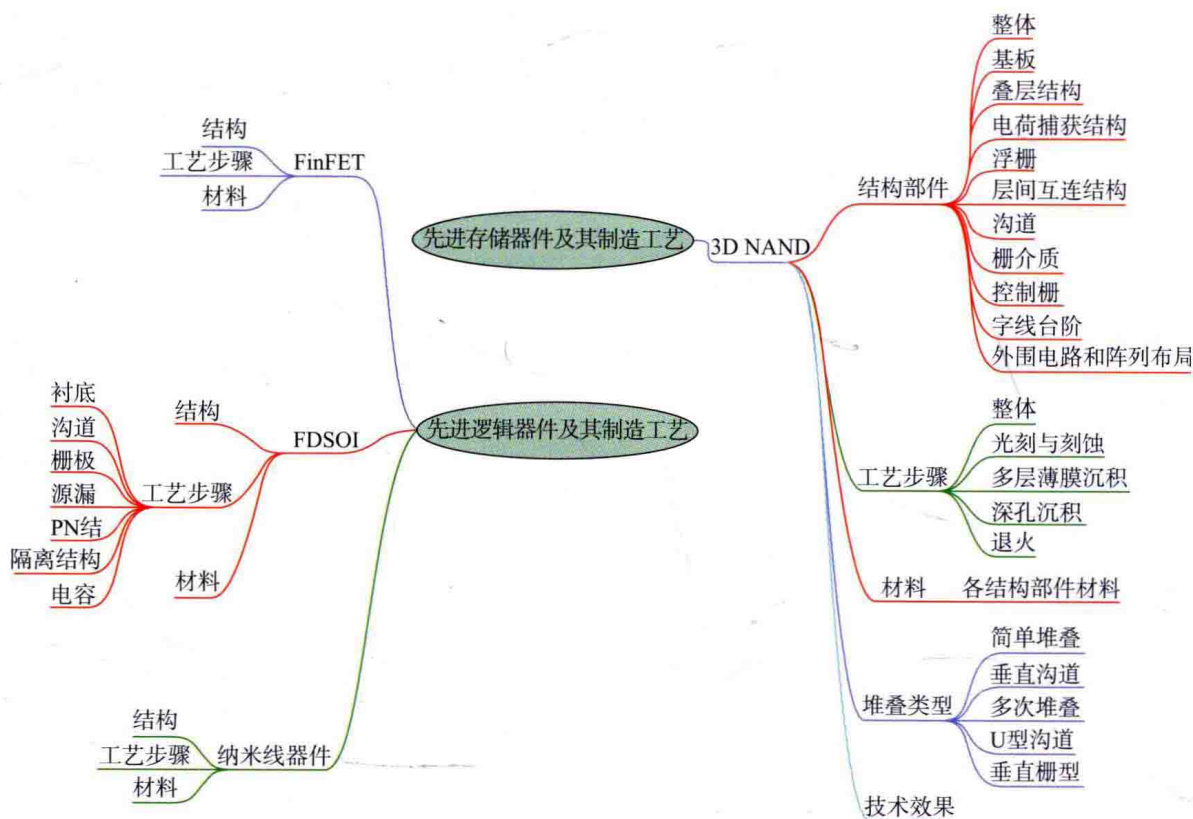 先进存储器件及其制造工艺
3D NAND
结构部件
整体
基板
叠层结构
电荷捕获结构
浮栅
层间互连结构
沟道
栅介质
控制栅
字线台阶
外围电路和阵列布局
工艺步骤
整体
光刻与刻蚀
多层薄膜沉积
深孔沉积
退火
材料
各结构部件材料
堆叠类型
简单堆叠
垂直沟道
多次堆叠
U型沟道
垂直栅型
技术效果
先进逻辑器件及其制造工艺
FinFET
结构
工艺步骤
材料
FDSOI
结构
工艺步骤
衬底
沟道
栅极
源漏
PN结
隔离结构
电容
材料
纳米线器件
结构
工艺步骤
材料